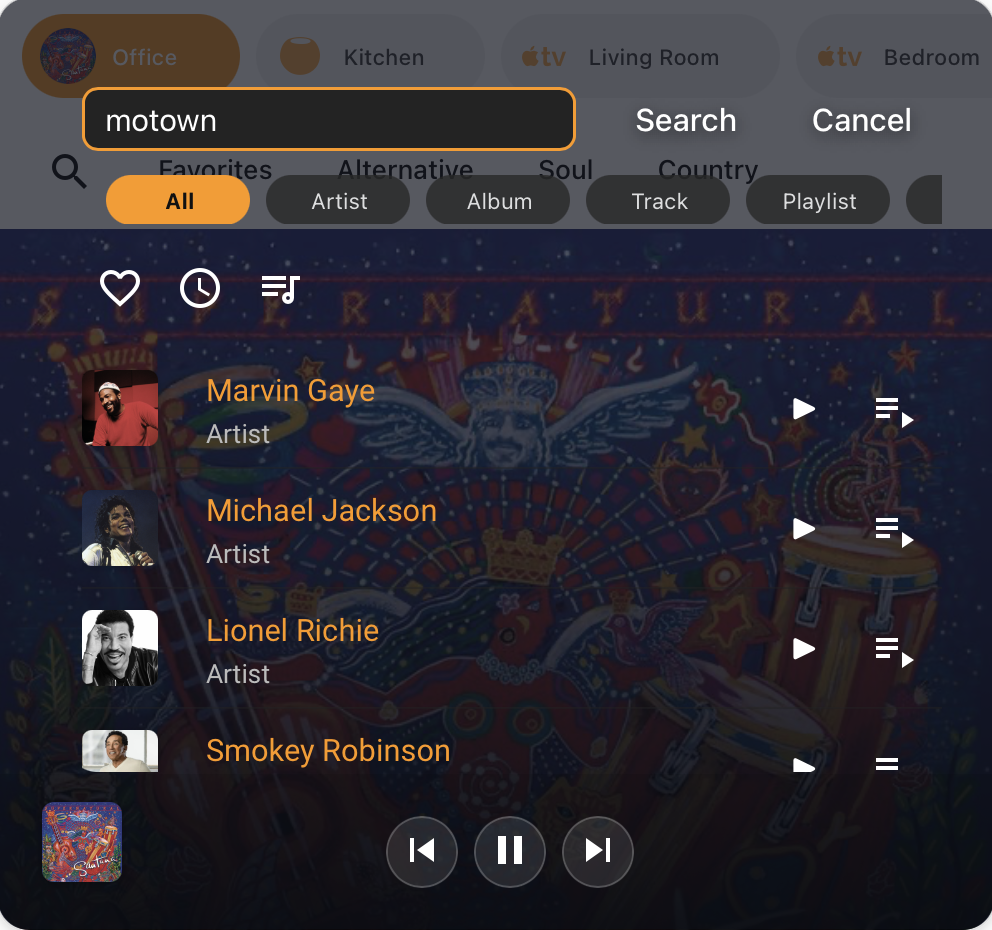 Office
Kitchen
tv Living Room
tv Bedroom
motown
Search
Cancel
Favorites
Alternative
Soul
Country
All
Artist
Album
Track
Playlist
SUPERNATURAL
Marvin Gaye
Artist
Michael Jackson
Artist
Lionel Richie
Artist
Smokey Robinson
Santana